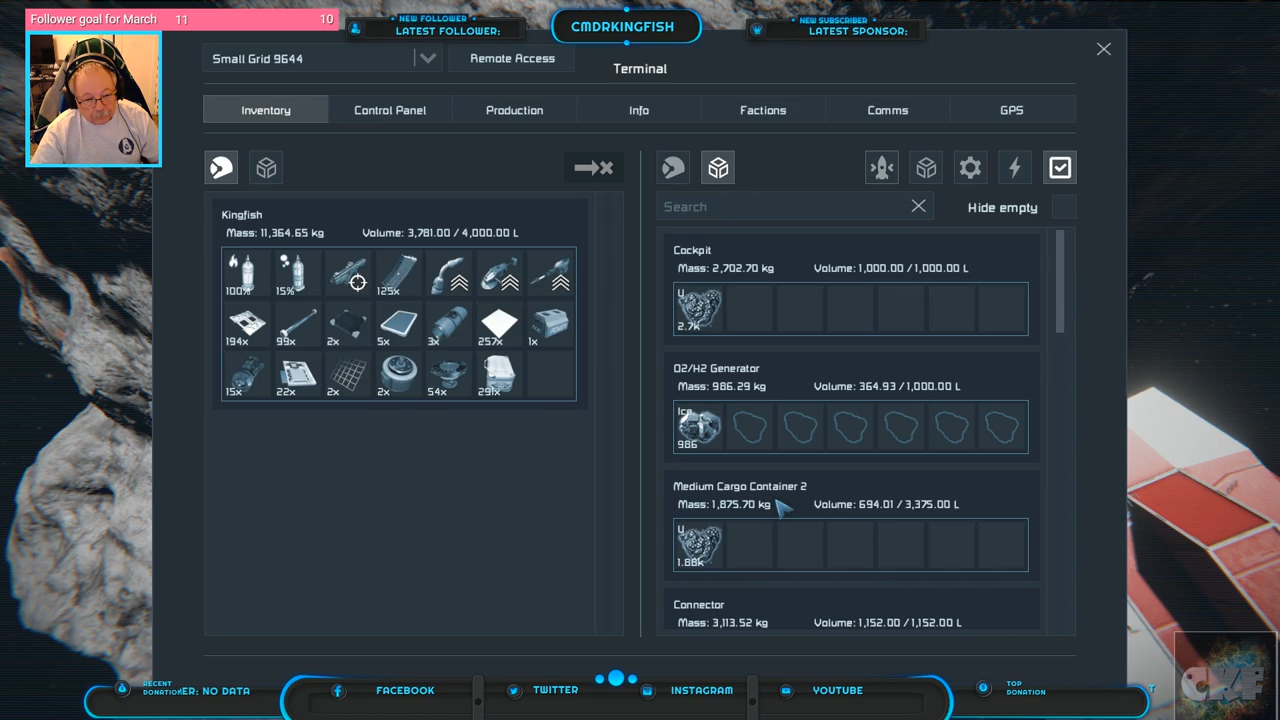 Follower goal for March 11 10
NEW FOLLOWER
LATEST FOLLOWER:
CMDRKINGFISH
NEW SUBSCRIBER
LATEST SPONSOR:
Small Grid 9644
Remote Access
Terminal
Inventory
Control Panel
Production
Info
Factions
Comms
GPS
Kingfish
Mass: 11,364.65 kg Volume: 3,781.00 / 4,000.00 L
100% 15% 125x
194x 99x 2x 5x 3x 257x 1x
15x 22x 2x 2x 54x 291x
Search
Hide empty
Cockpit
Mass: 2,702.70 kg Volume: 1,000.00 / 1,000.00 L
U
2.7k
O2/H2 Generator
Mass: 986.29 kg Volume: 364.93 / 1,000.00 L
Ice
986
Medium Cargo Container 2
Mass: 1,875.70 kg Volume: 694.01 / 3,375.00 L
U
1.88k
Connector
Mass: 3,113.52 kg Volume: 1,152.00 / 1,152.00 L
RECENT
DONATION
ER: NO DATA
FACEBOOK
TWITTER
INSTAGRAM
YOUTUBE
TOP
DONATION
T